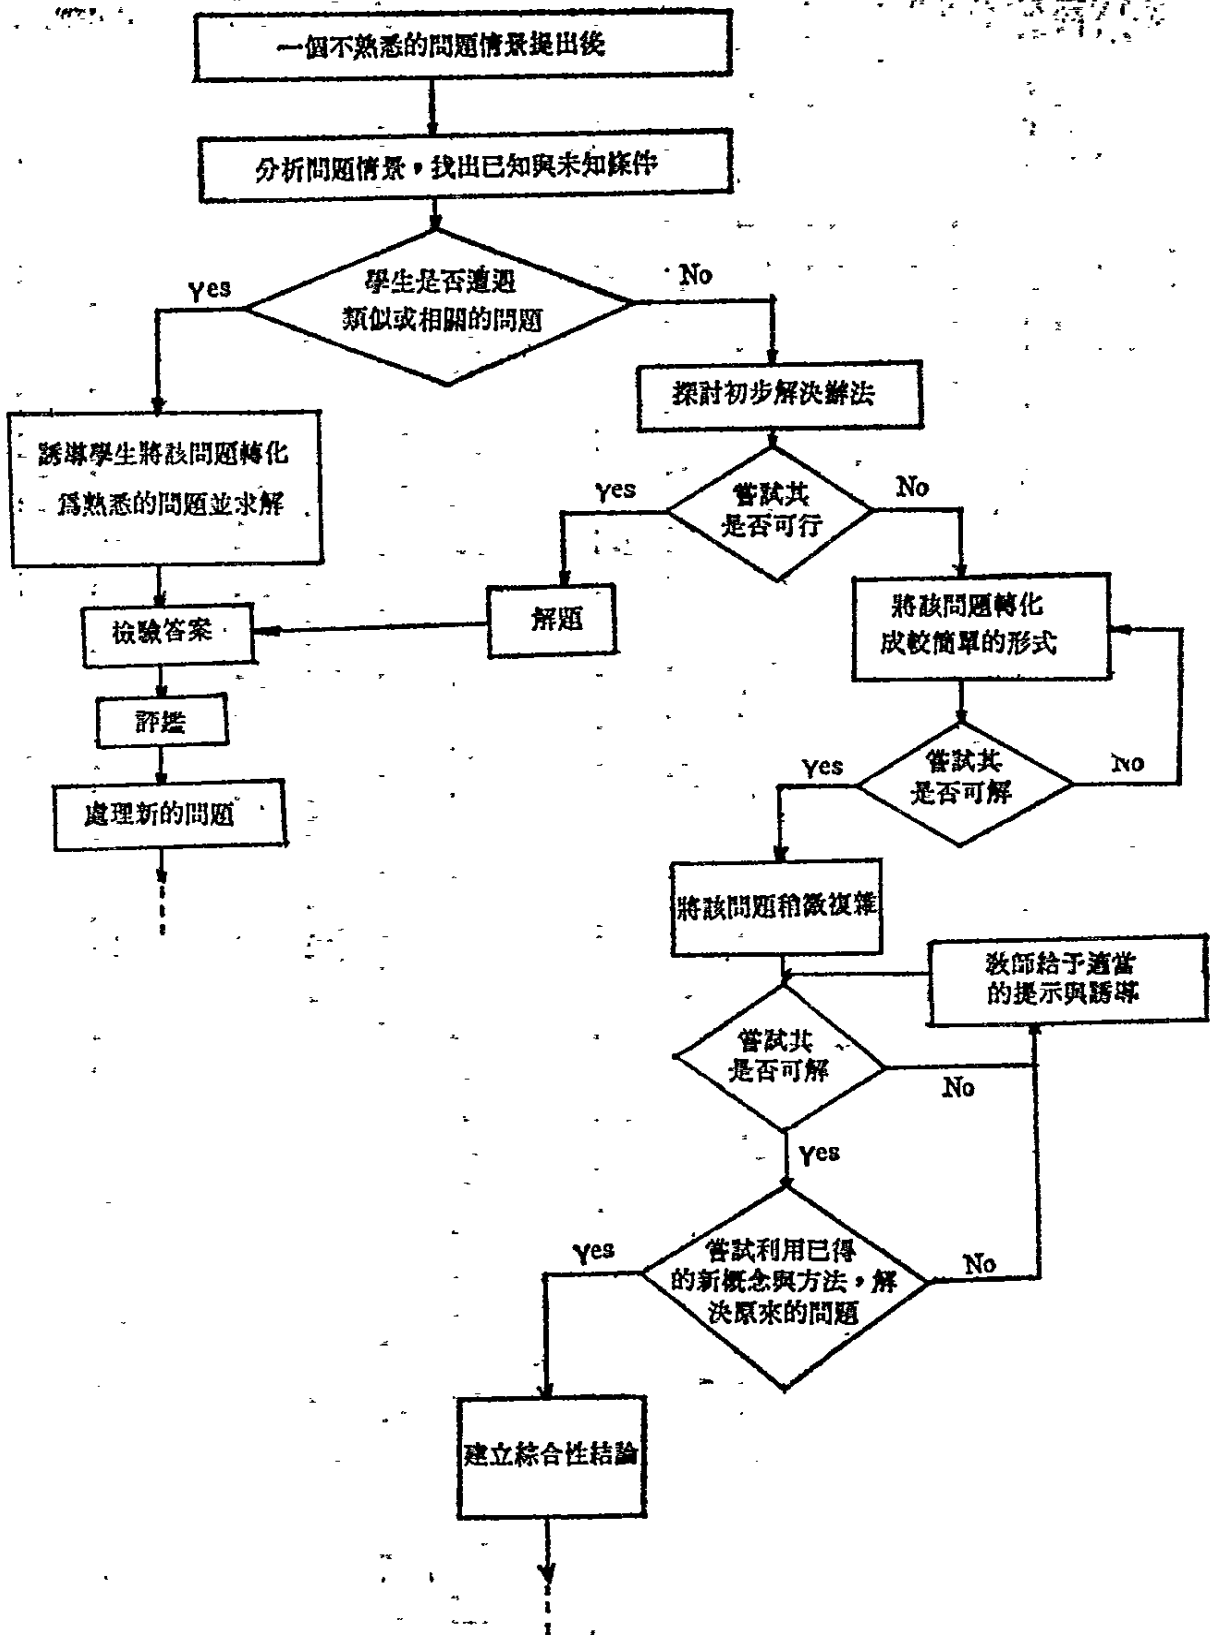 一個不熟悉的問題情景提出後
分析問題情景，找出已知與未知條件
學生是否遭遇
類似或相關的問題
Yes
No
誘導學生將該問題轉化
為熟悉的問題並求解
探討初步解決辦法
嘗試其
是否可行
Yes
No
解題
檢驗答案
評鑑
處理新的問題
將該問題轉化
成較簡單的形式
嘗試其
是否可解
Yes
No
將該問題稍微復雜
教師給予適當
的提示與誘導
嘗試其
是否可解
No
Yes
嘗試利用已得
的新概念與方法，解
決原來的問題
Yes
No
建立綜合性結論